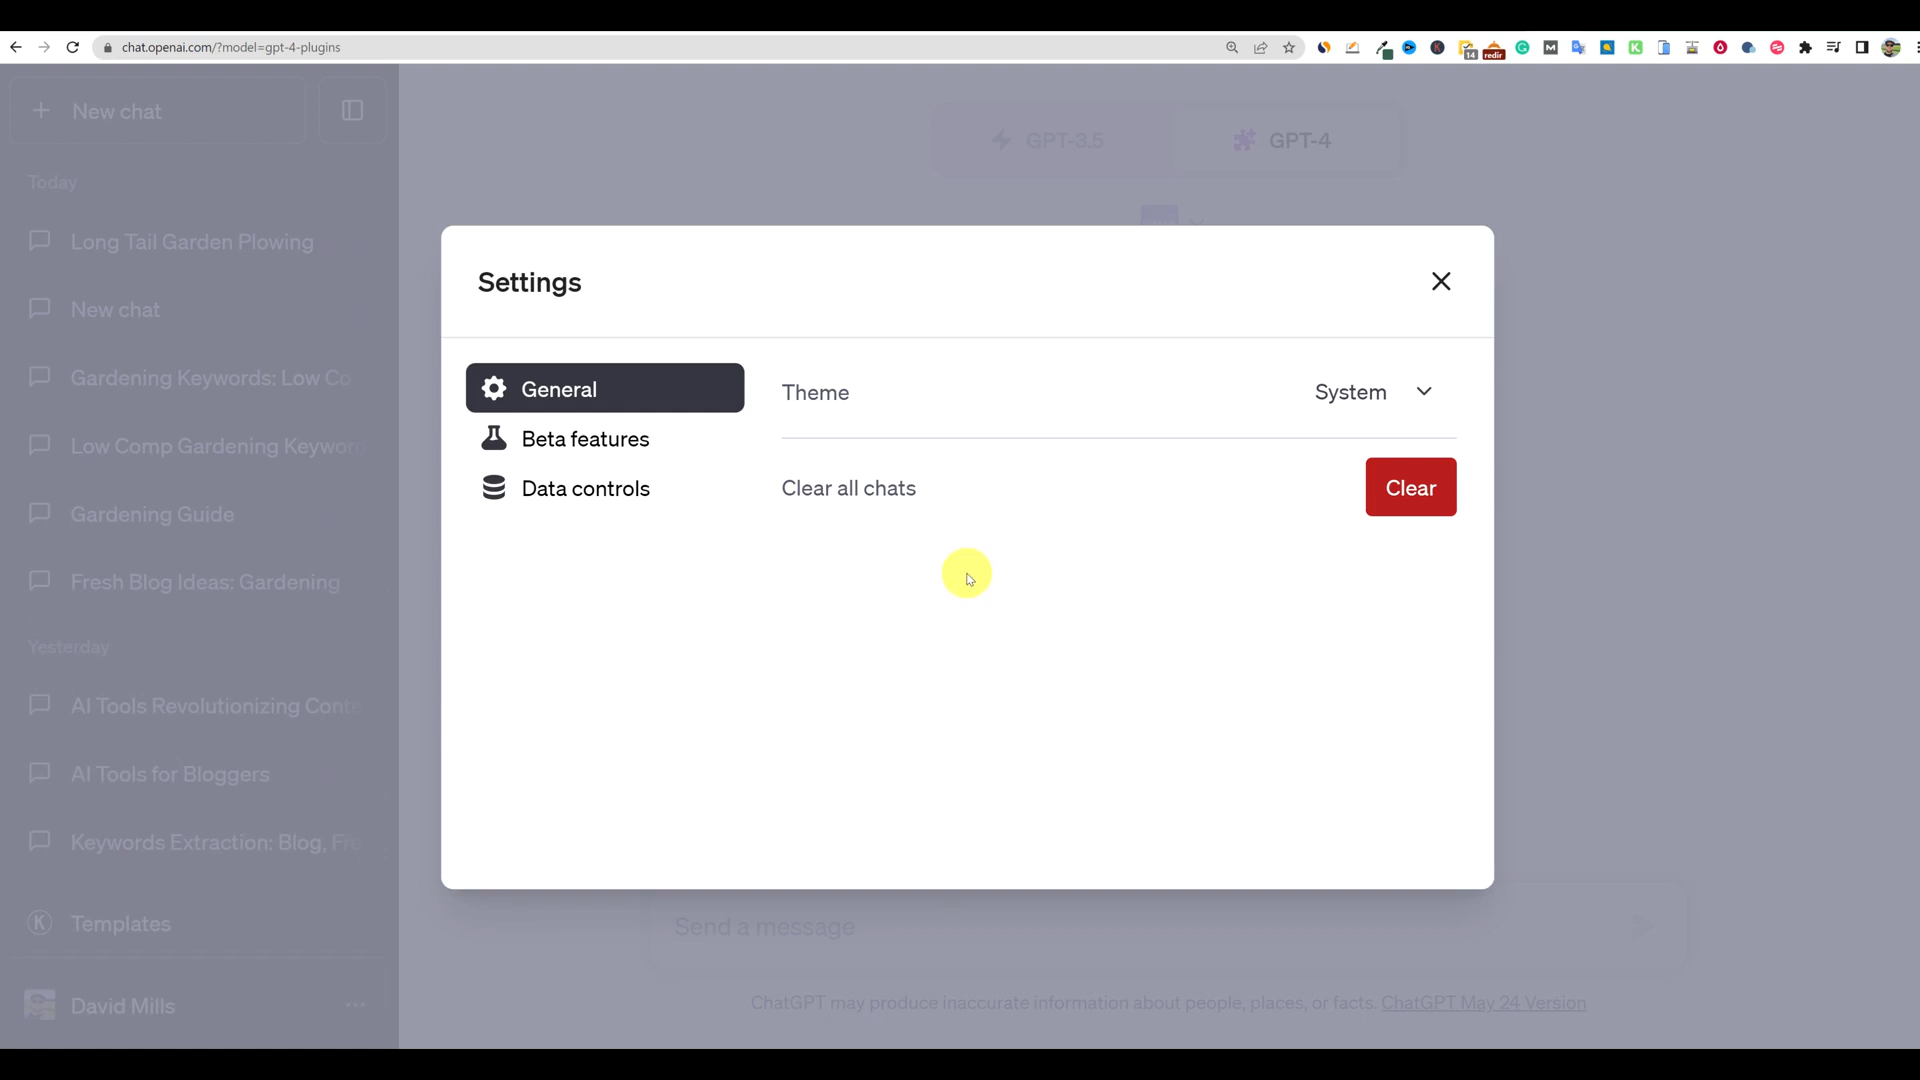 chat.openai.com/?model=gpt-4-plugins
14
redir
New chat
GPT-3.5
GPT-4
Today
Long Tail Garden Plowing
New chat
Gardening Keywords: Low Co
Low Comp Gardening Keyword
Gardening Guide
Fresh Blog Ideas: Gardening
Yesterday
AI Tools Revolutionizing Conte
AI Tools for Bloggers
Keywords Extraction: Blog, Fre
Templates
David Mills
Settings
General
Beta features
Data controls
Theme
System
Clear all chats
Clear
Send a message
ChatGPT may produce inaccurate information about people, places, or facts. ChatGPT May 24 Version